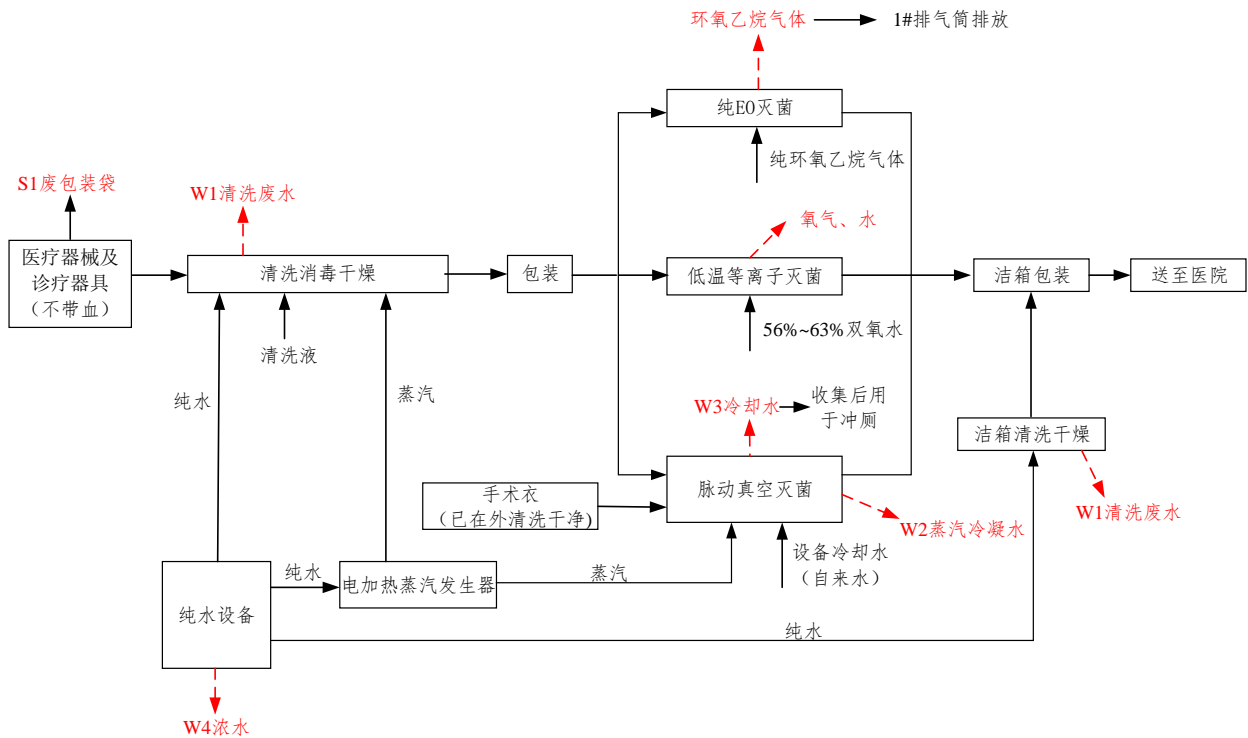 环氧乙烷气体
1#排气筒排放
纯EO灭菌
纯环氧乙烷气体
S1废包装袋
W1清洗废水
氧气、水
医疗器械及
诊疗器具
（不带血）
清洗消毒干燥
包装
低温等离子灭菌
洁箱包装
送至医院
清洗液
56%~63%双氧水
纯水
蒸汽
W3冷却水
收集后用
于冲厕
洁箱清洗干燥
手术衣
（已在外清洗干净)
脉动真空灭菌
W2蒸汽冷凝水
W1清洗废水
设备冷却水
（自来水）
纯水设备
纯水
电加热蒸汽发生器
蒸汽
纯水
W4浓水